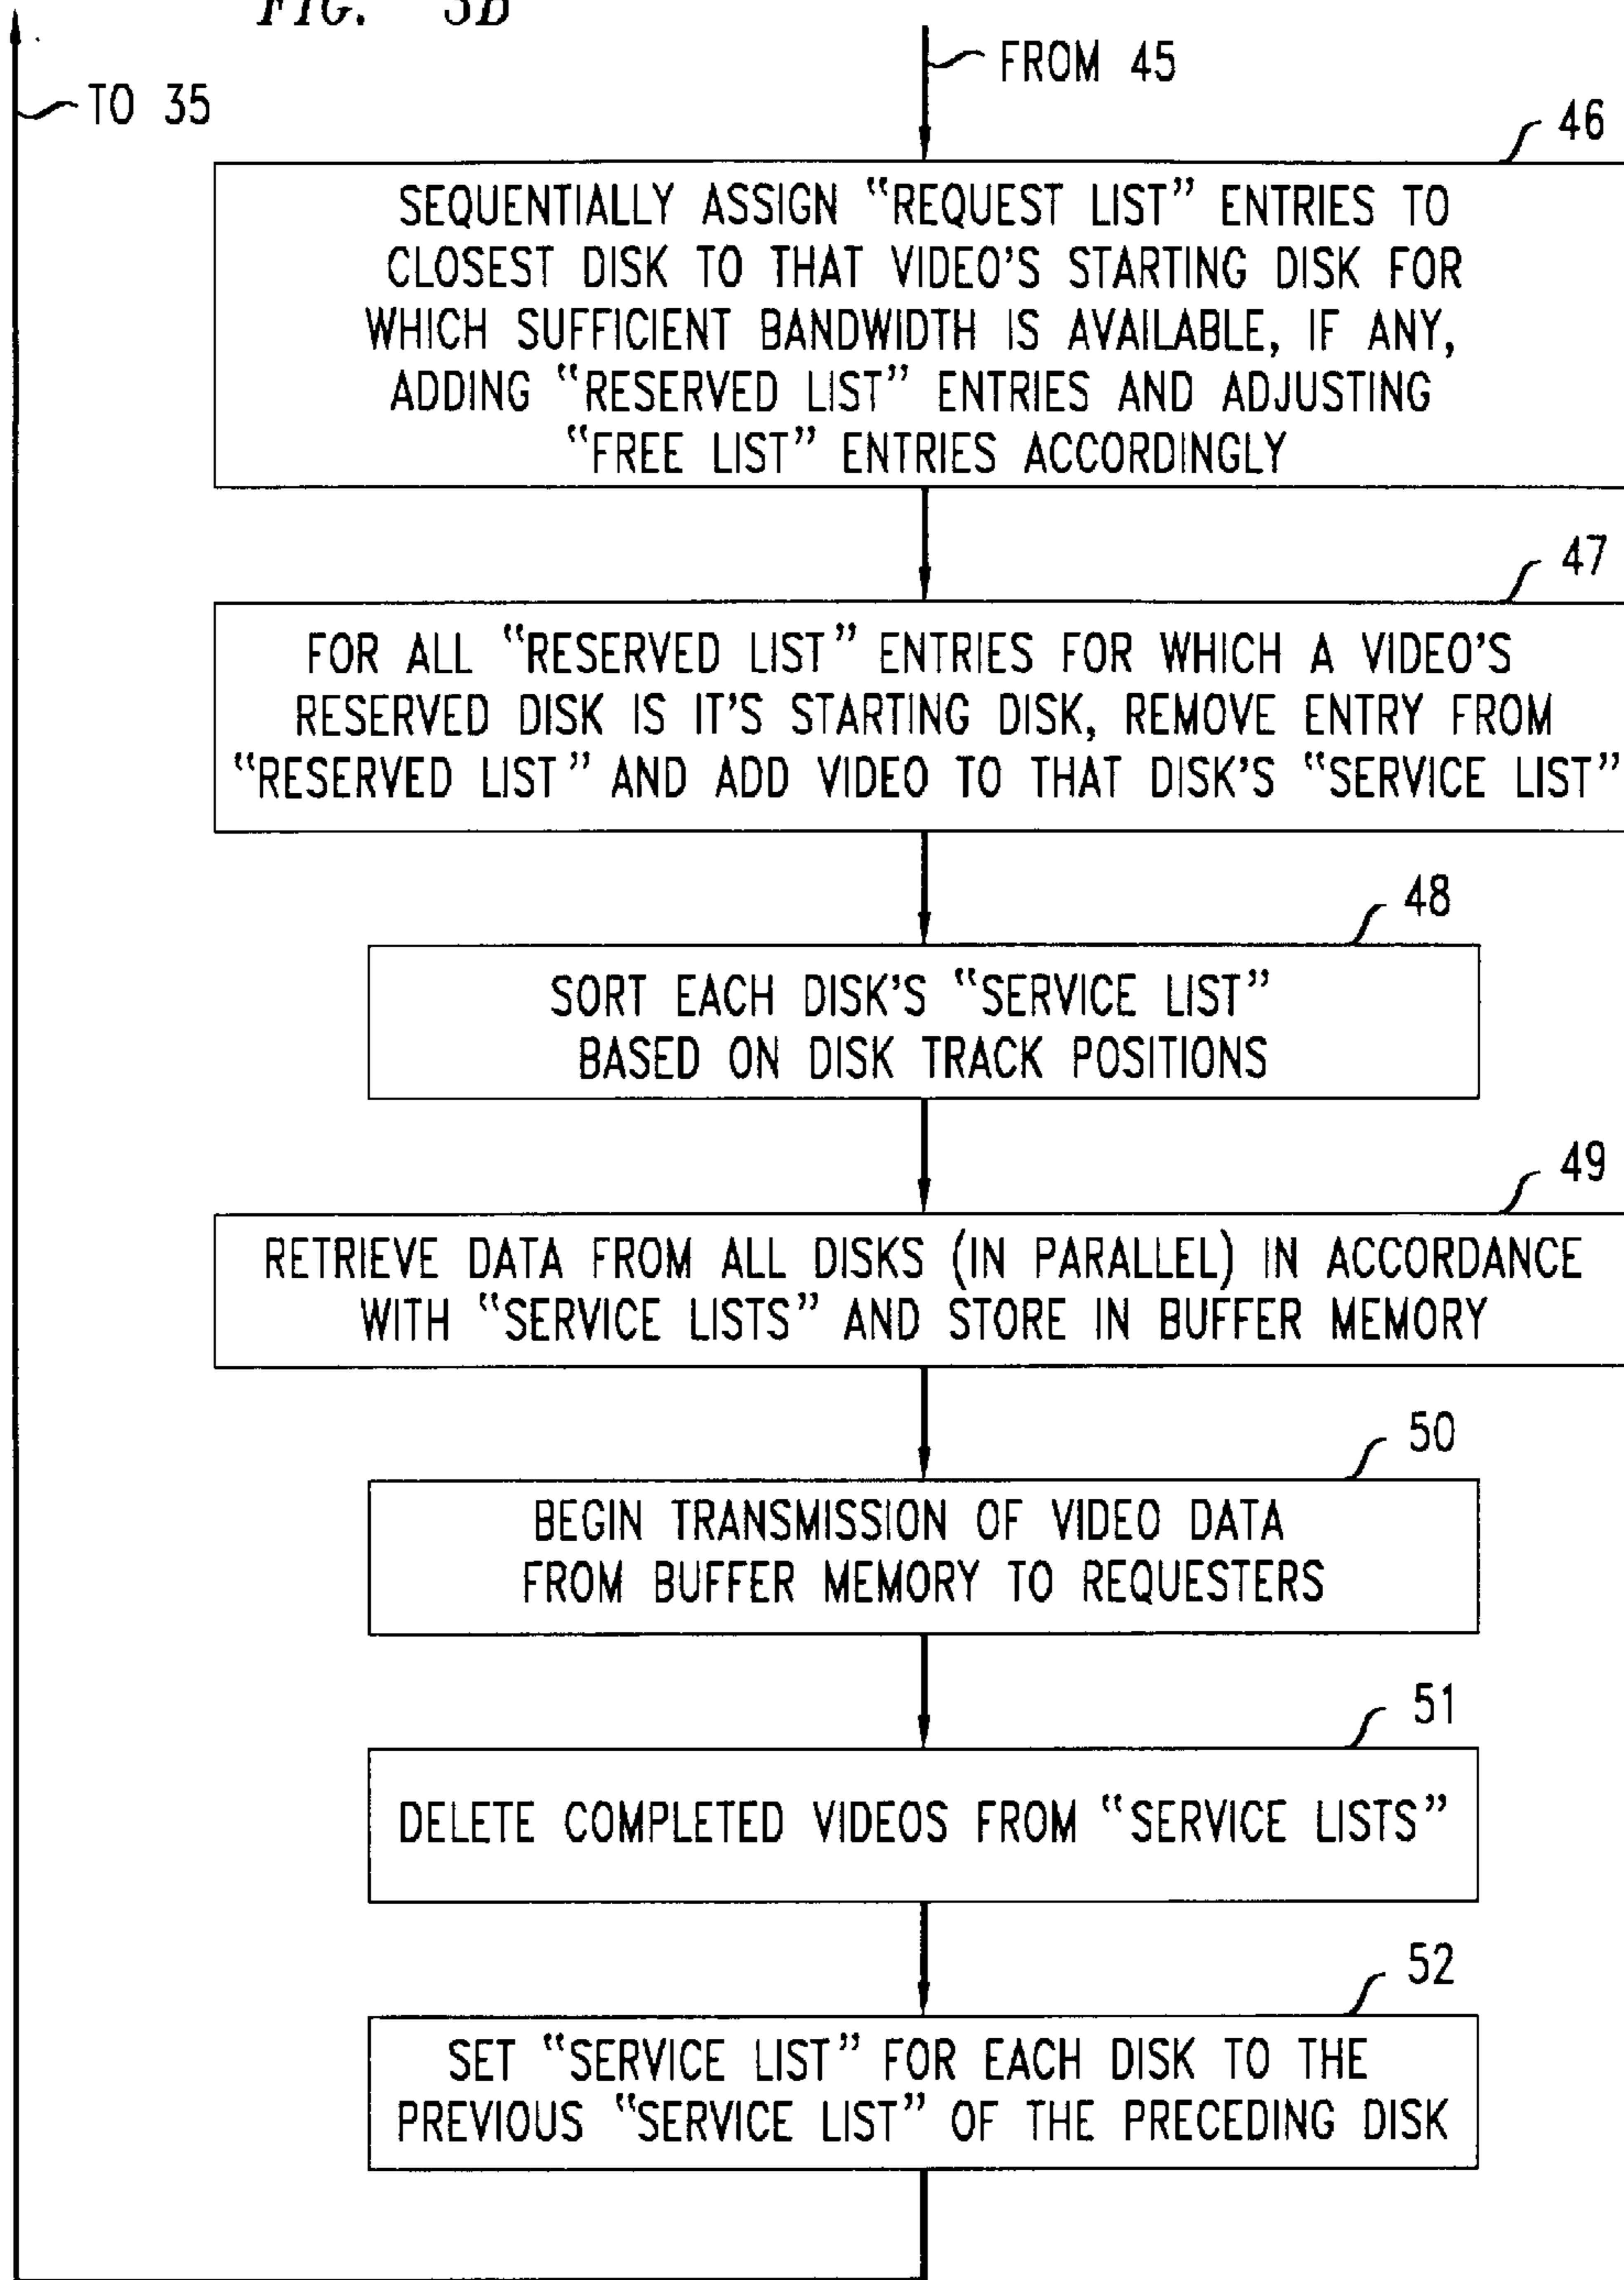 FIG. 3B
FROM 45
TO 35
46
SEQUENTIALLY ASSIGN “REQUEST LIST” ENTRIES TO
CLOSEST DISK TO THAT VIDEO'S STARTING DISK FOR
WHICH SUFFICIENT BANDWIDTH IS AVAILABLE, IF ANY,
ADDING “RESERVED LIST” ENTRIES AND ADJUSTING
“FREE LIST” ENTRIES ACCORDINGLY
47
FOR ALL “RESERVED LIST” ENTRIES FOR WHICH A VIDEO'S
RESERVED DISK IS IT'S STARTING DISK, REMOVE ENTRY FROM
“RESERVED LIST” AND ADD VIDEO TO THAT DISK'S “SERVICE LIST”
48
SORT EACH DISK'S “SERVICE LIST”
BASED ON DISK TRACK POSITIONS
49
RETRIEVE DATA FROM ALL DISKS (IN PARALLEL) IN ACCORDANCE
WITH “SERVICE LISTS” AND STORE IN BUFFER MEMORY
50
BEGIN TRANSMISSION OF VIDEO DATA
FROM BUFFER MEMORY TO REQUESTERS
51
DELETE COMPLETED VIDEOS FROM “SERVICE LISTS”
52
SET “SERVICE LIST” FOR EACH DISK TO THE
PREVIOUS “SERVICE LIST” OF THE PRECEDING DISK